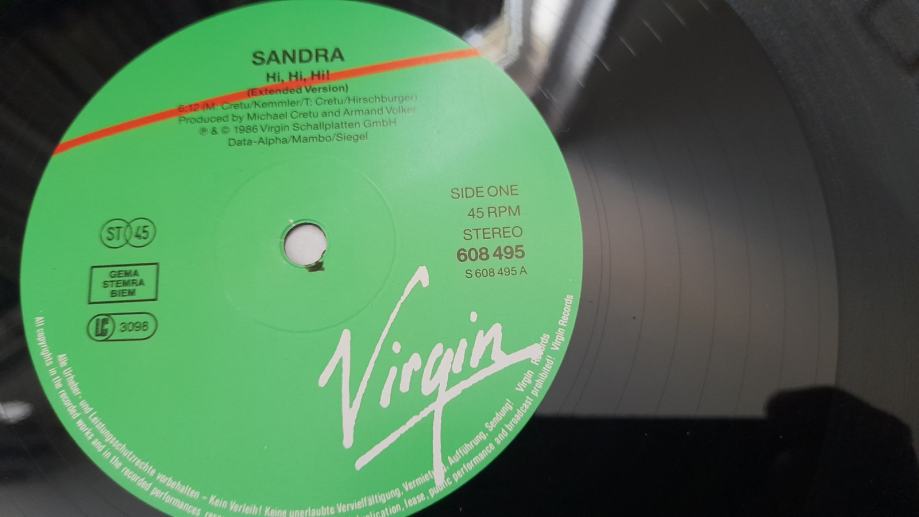 SANDRA
Hi, Hi, Hi!
(Extended Version)
6:12 (M. Cretu/Kemmler/T: Cretu/Hirschburger)
Produced by Michael Cretu and Armand Volker
℗ & © 1986 Virgin Schallplatten GmbH
Data-Alpha/Mambo/Siegel
SIDE ONE
45 RPM
STEREO
608 495
S 608 495 A
ST 45
GEMA
STEMRA
BIEM
LC 3098
Virgin
Alle Urheber- und Leistungsschutzrechte vorbehalten – Kein Verleih! Keine unerlaubte Vervielfältigung, Vermietung, Aufführung, Sendung! Virgin Records
All copyrights in the recorded works and in the recorded performances lease, public performance and broadcast prohibited! Virgin Records